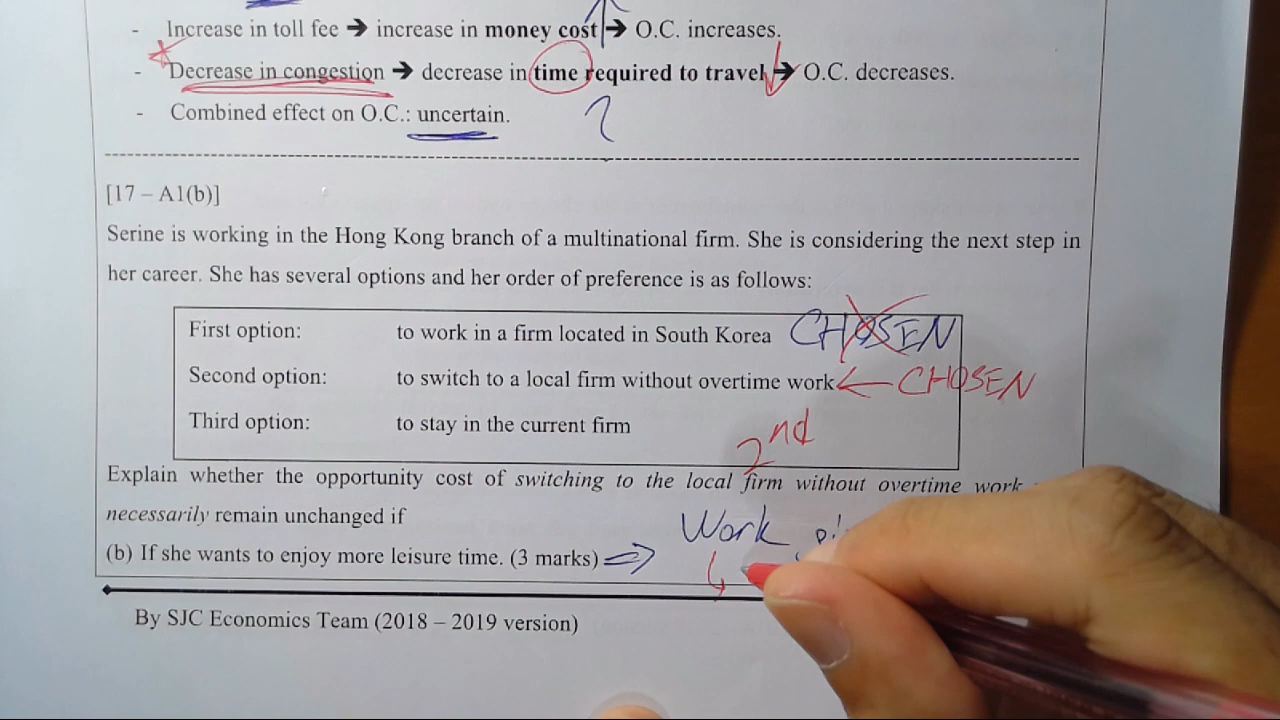 - Increase in toll fee ➔ increase in money cost ➔ O.C. increases.
- Decrease in congestion ➔ decrease in time required to travel ➔ O.C. decreases.
- Combined effect on O.C.: uncertain.
[17 – A1(b)]
Serine is working in the Hong Kong branch of a multinational firm. She is considering the next step in
her career. She has several options and her order of preference is as follows:
First option: to work in a firm located in South Korea CHOSEN
Second option: to switch to a local firm without overtime work ← CHOSEN
Third option: to stay in the current firm
2nd
Explain whether the opportunity cost of switching to the local firm without overtime work
necessarily remain unchanged if
Work
(b) If she wants to enjoy more leisure time. (3 marks) ⇒
By SJC Economics Team (2018 – 2019 version)